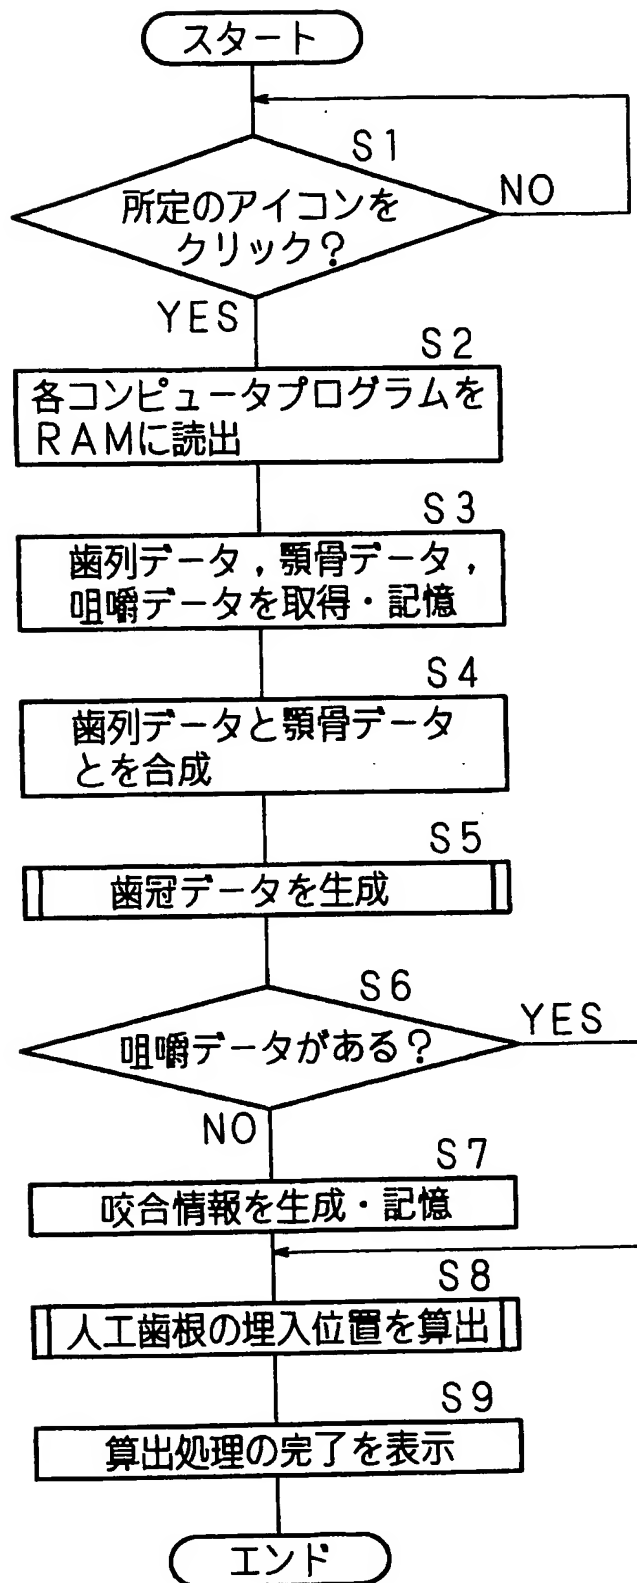 スタート
S1
所定のアイコンを
クリック?
NO
YES
S2
各コンピュータプログラムを
RAMに読出
S3
歯列データ,顎骨データ,
咀嚼データを取得・記憶
S4
歯列データと顎骨データ
とを合成
S5
歯冠データを生成
S6
咀嚼データがある?
YES
NO
S7
咬合情報を生成・記憶
S8
人工歯根の埋入位置を算出
S9
算出処理の完了を表示
エンド